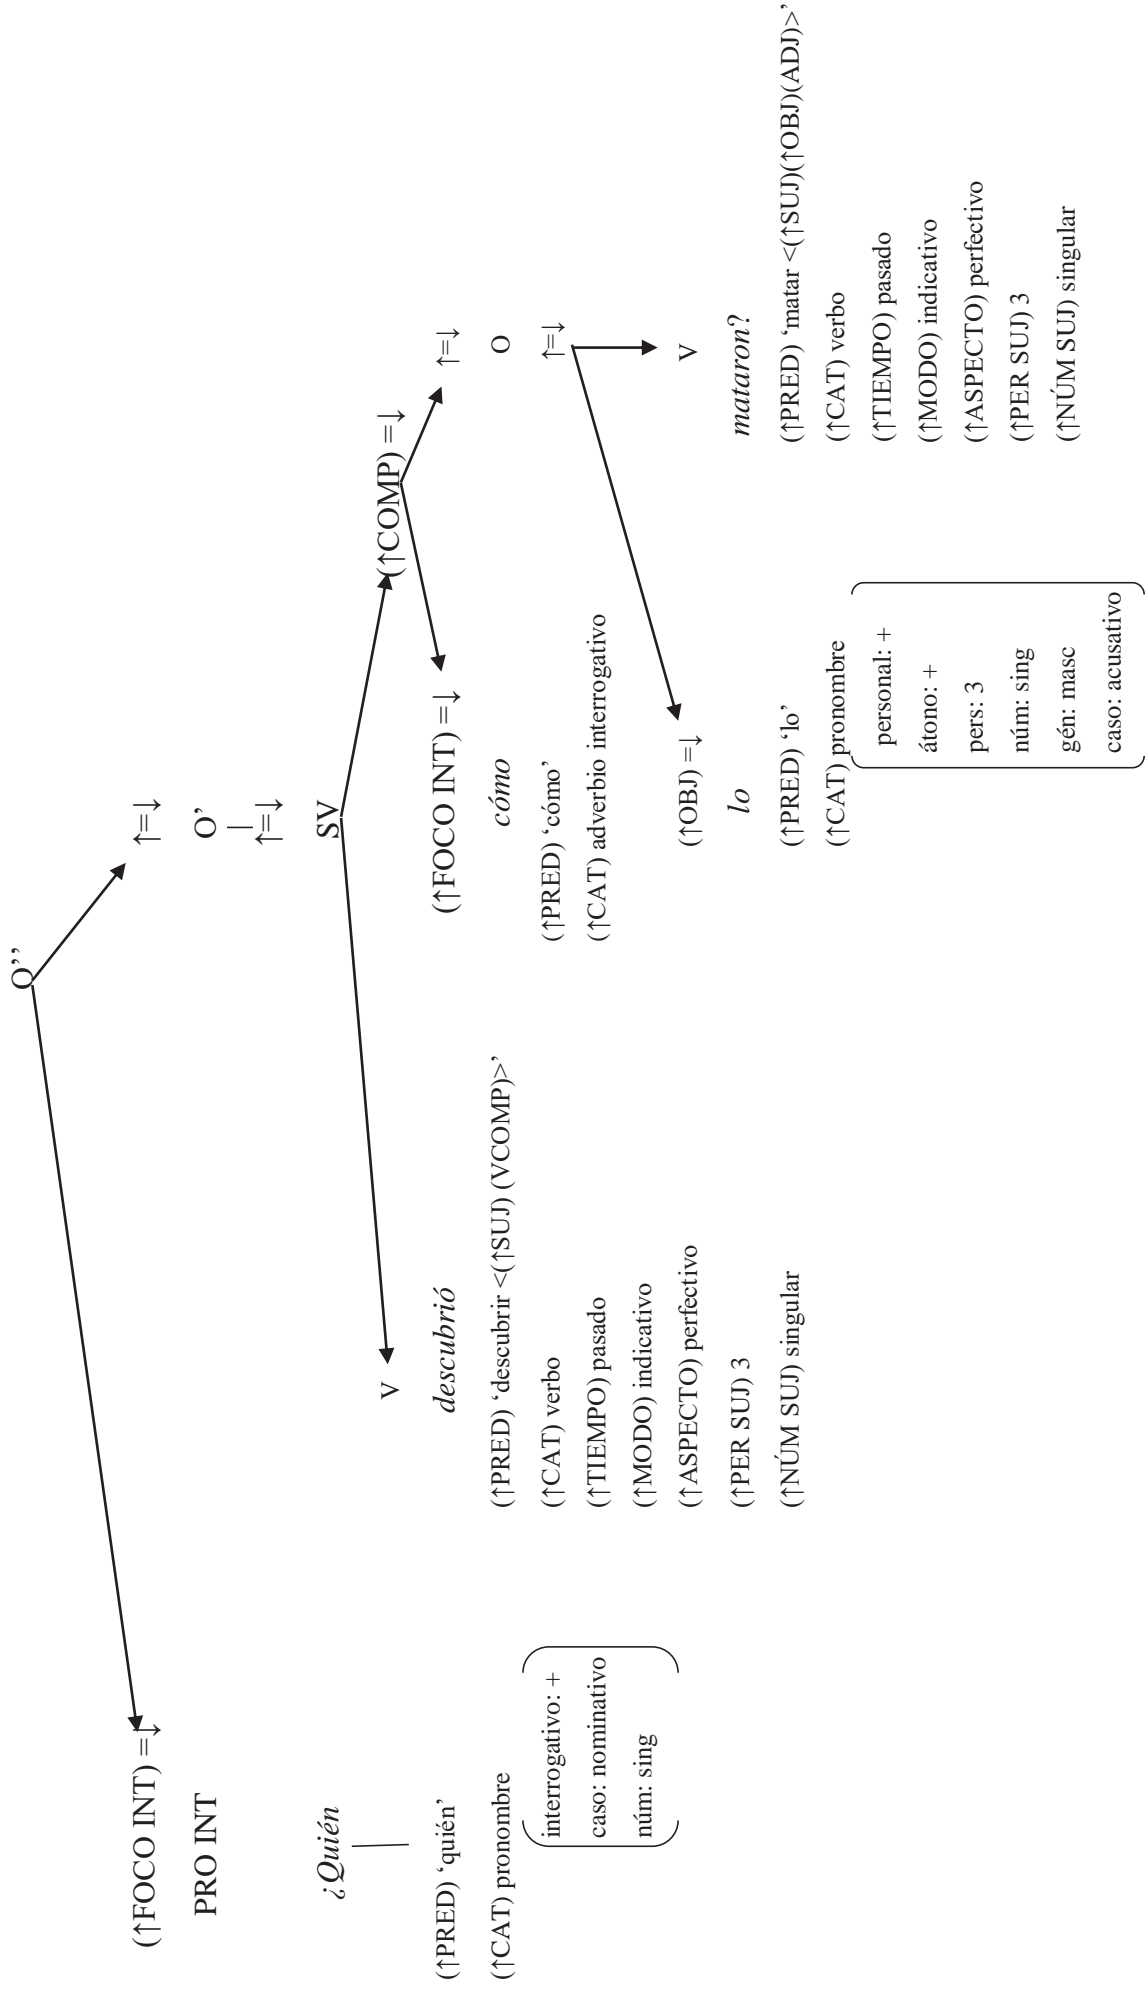 O’’
(↑FOCO INT) =↓
↑=↓
PRO INT
O’
↑=↓
¿Quién
SV
(↑PRED) ‘quién’
(↑CAT) pronombre
interrogativo: +
caso: nominativo
núm: sing
V
(↑COMP) =↓
descubrió
(↑PRED) ‘descubrir <(↑SUJ) (VCOMP)>’
(↑CAT) verbo
(↑TIEMPO) pasado
(↑MODO) indicativo
(↑ASPECTO) perfectivo
(↑PER SUJ) 3
(↑NÚM SUJ) singular
(↑FOCO INT) =↓
↑=↓
cómo
O
(↑PRED) ‘cómo’
↑=↓
(↑CAT) adverbio interrogativo
(↑OBJ) =↓
V
lo
(↑PRED) ‘lo’
(↑CAT) pronombre
personal: +
átono: +
pers: 3
núm: sing
gén: masc
caso: acusativo
mataron?
(↑PRED) ‘matar <(↑SUJ)(↑OBJ)(ADJ)>’
(↑CAT) verbo
(↑TIEMPO) pasado
(↑MODO) indicativo
(↑ASPECTO) perfectivo
(↑PER SUJ) 3
(↑NÚM SUJ) singular